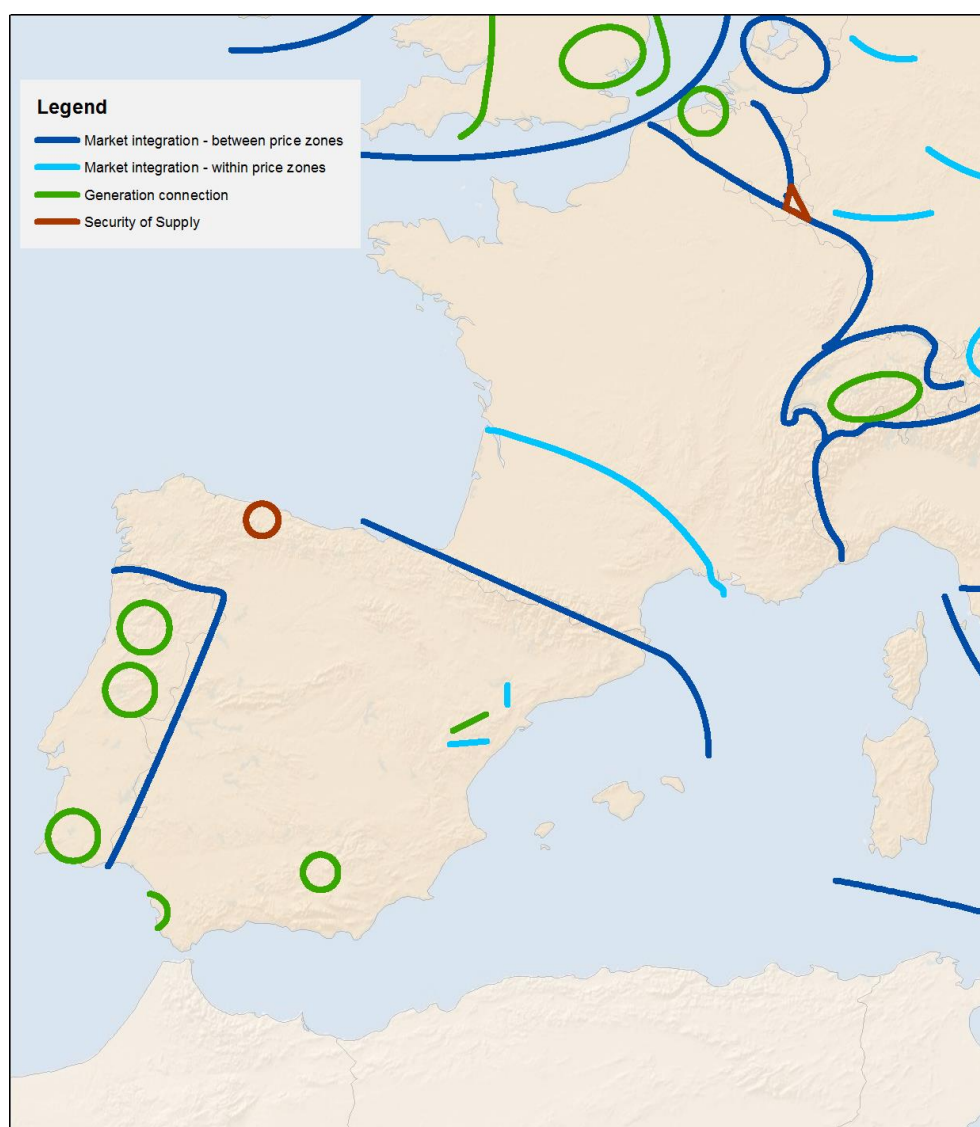 Legend
Market integration - between price zones
Market integration - within price zones
Generation connection
Security of Supply